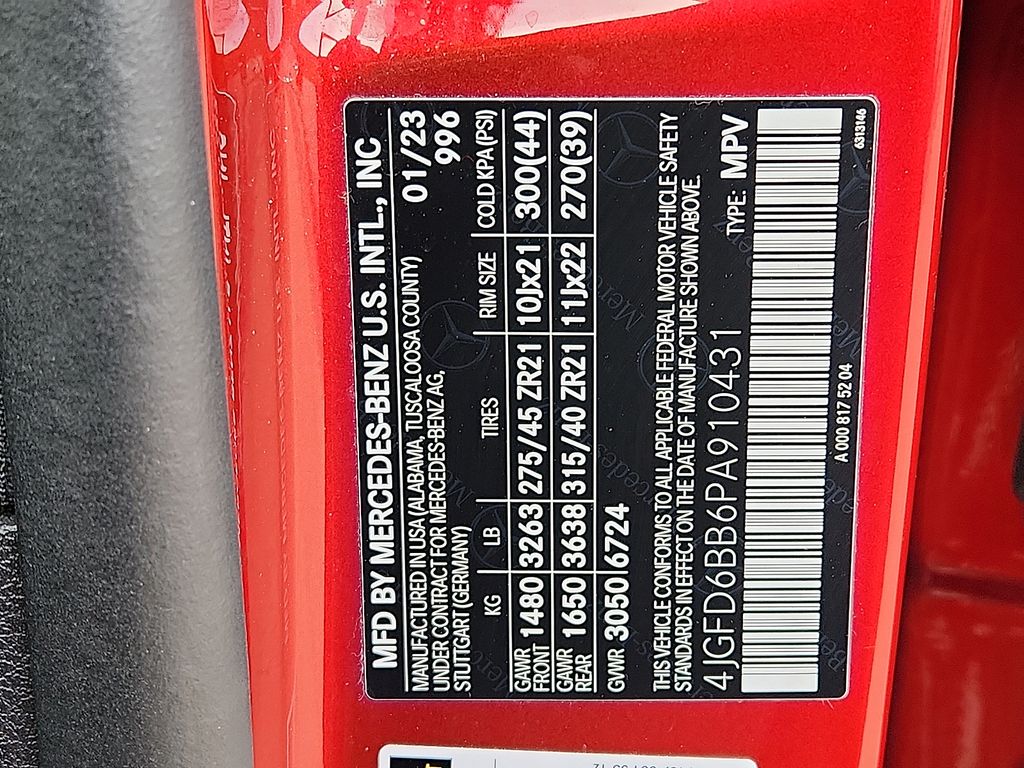 MFD BY MERCEDES-BENZ U.S. INTL., INC
MANUFACTURED IN USA (ALABAMA, TUSCALOOSA COUNTY) 01/23
UNDER CONTRACT FOR MERCEDES-BENZ AG, 996
STUTTGART (GERMANY)
KG LB TIRES RIM SIZE COLD KPA(PSI)
GAWR FRONT 1480 3263 275/45 ZR21 10Jx21 300(44)
GAWR REAR 1650 3638 315/40 ZR21 11Jx22 270(39)
GVWR 3050 6724
THIS VEHICLE CONFORMS TO ALL APPLICABLE FEDERAL MOTOR VEHICLE SAFETY
STANDARDS IN EFFECT ON THE DATE OF MANUFACTURE SHOWN ABOVE.
4JGFD6BB6PA910431 TYPE: MPV
A 000 817 52 04
6313146